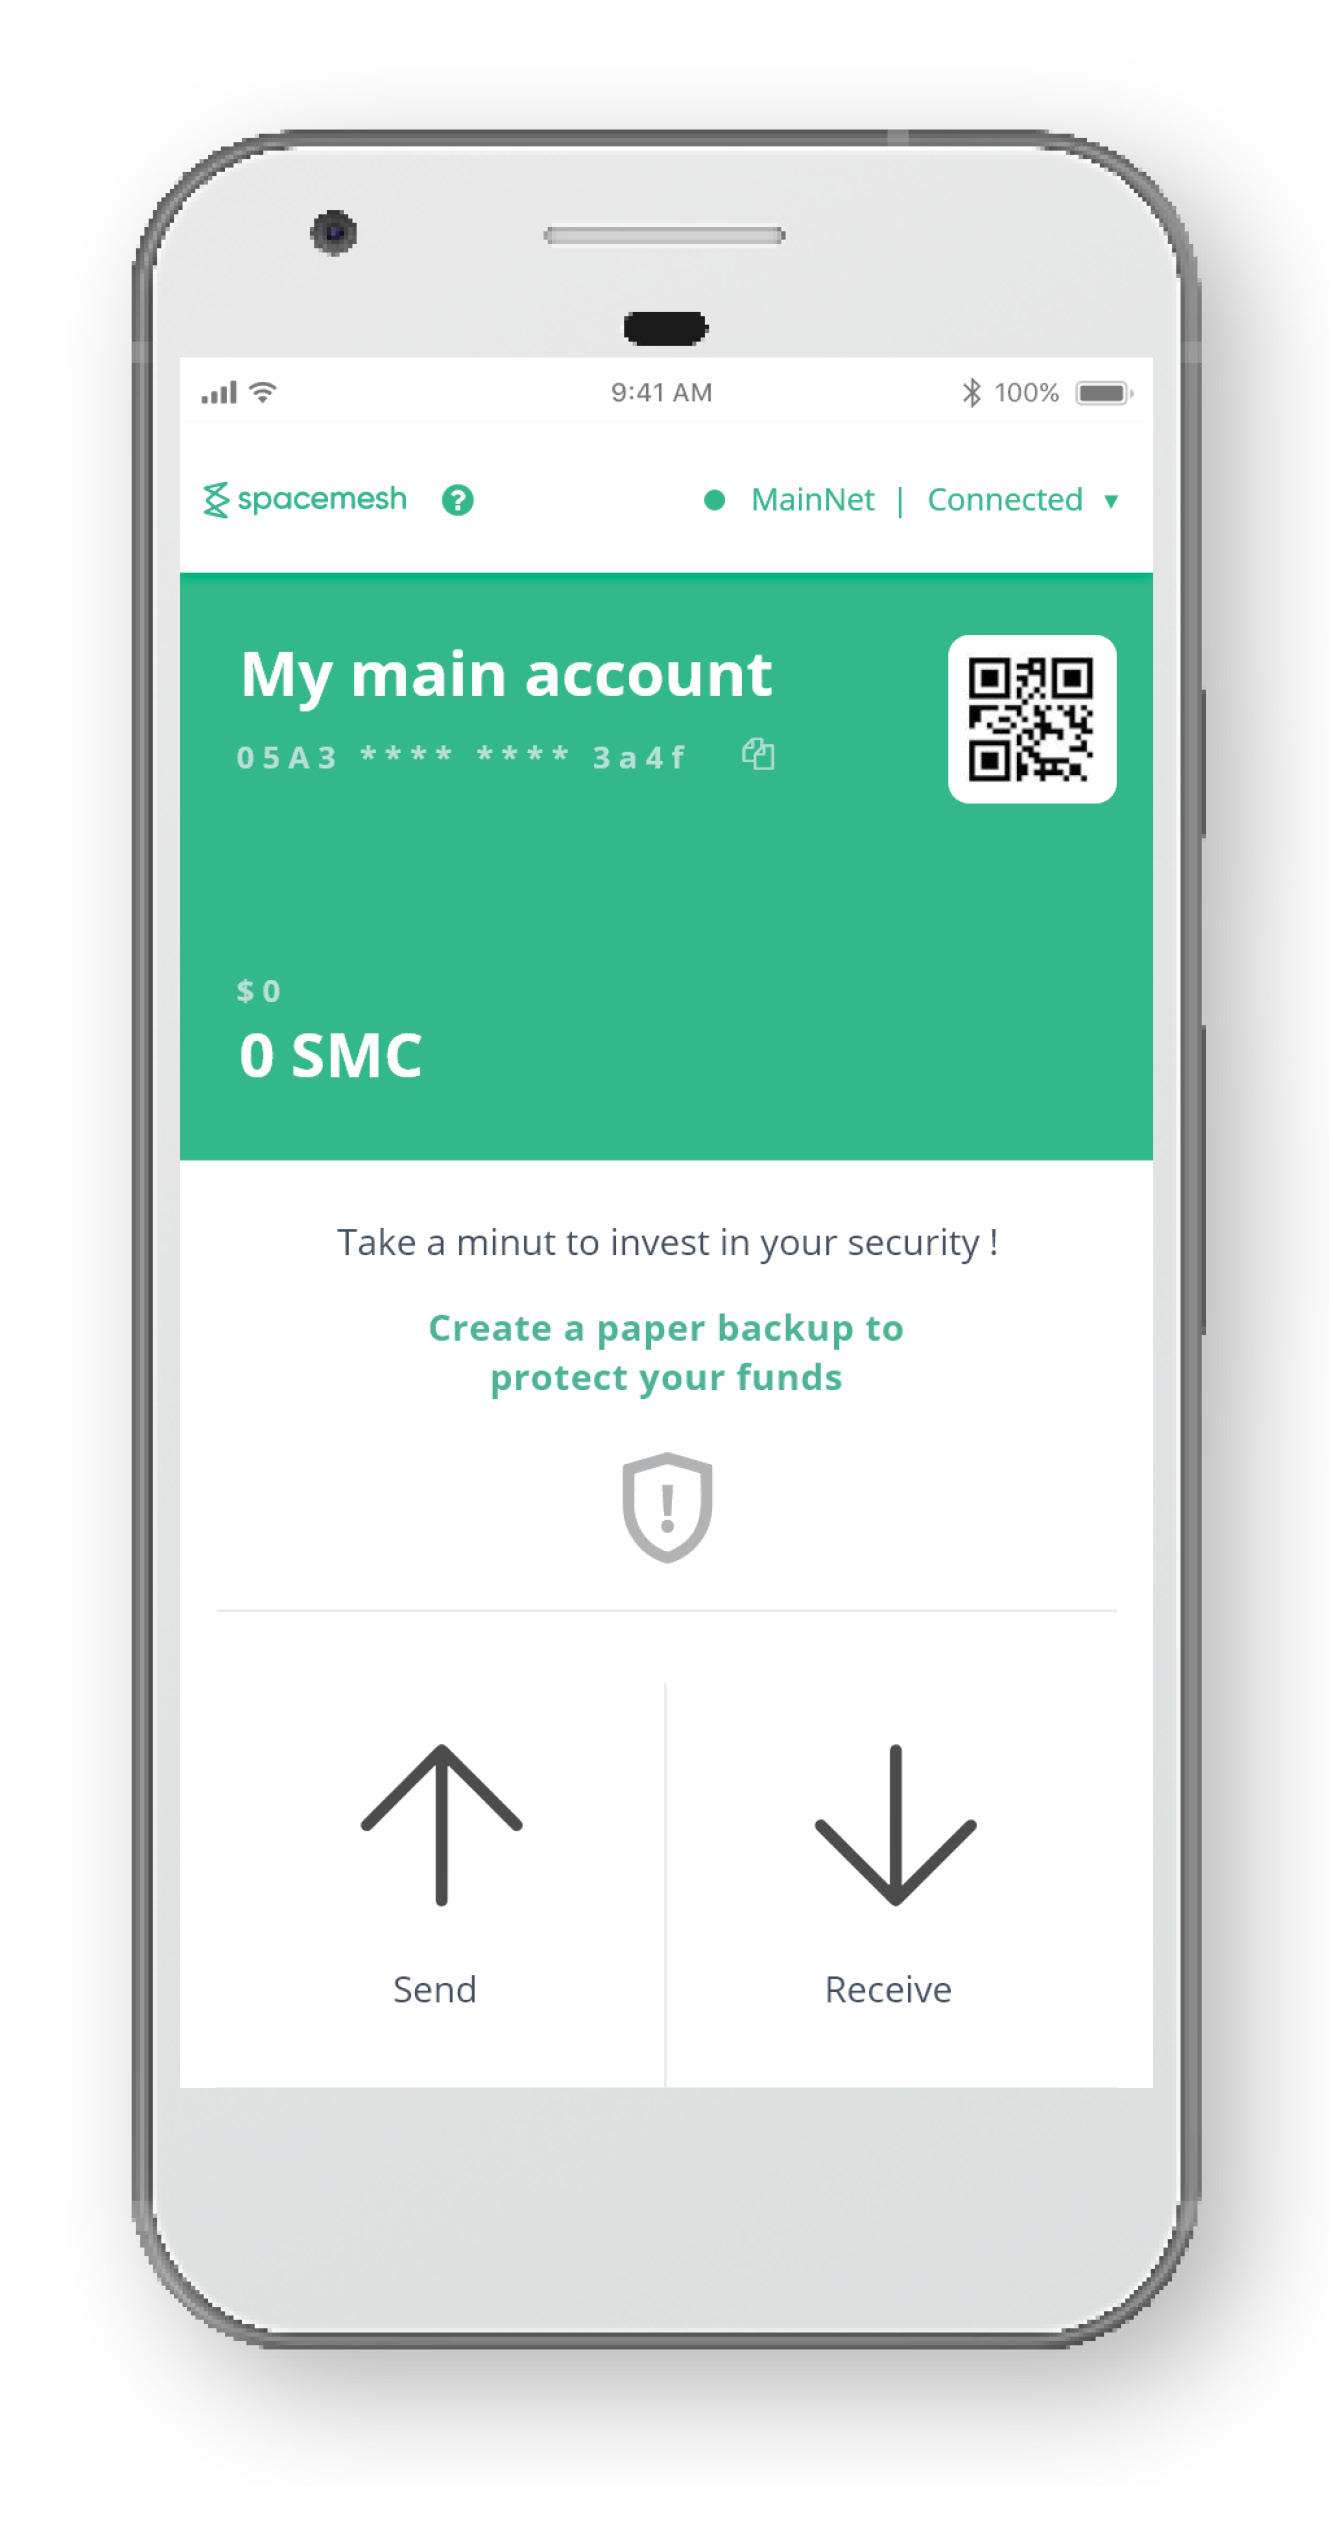 9:41 AM 100%
spacemesh ? MainNet | Connected
My main account
05A3 **** **** 3a4f
$0
0 SMC
Take a minut to invest in your security !
Create a paper backup to
protect your funds
!
Send Receive